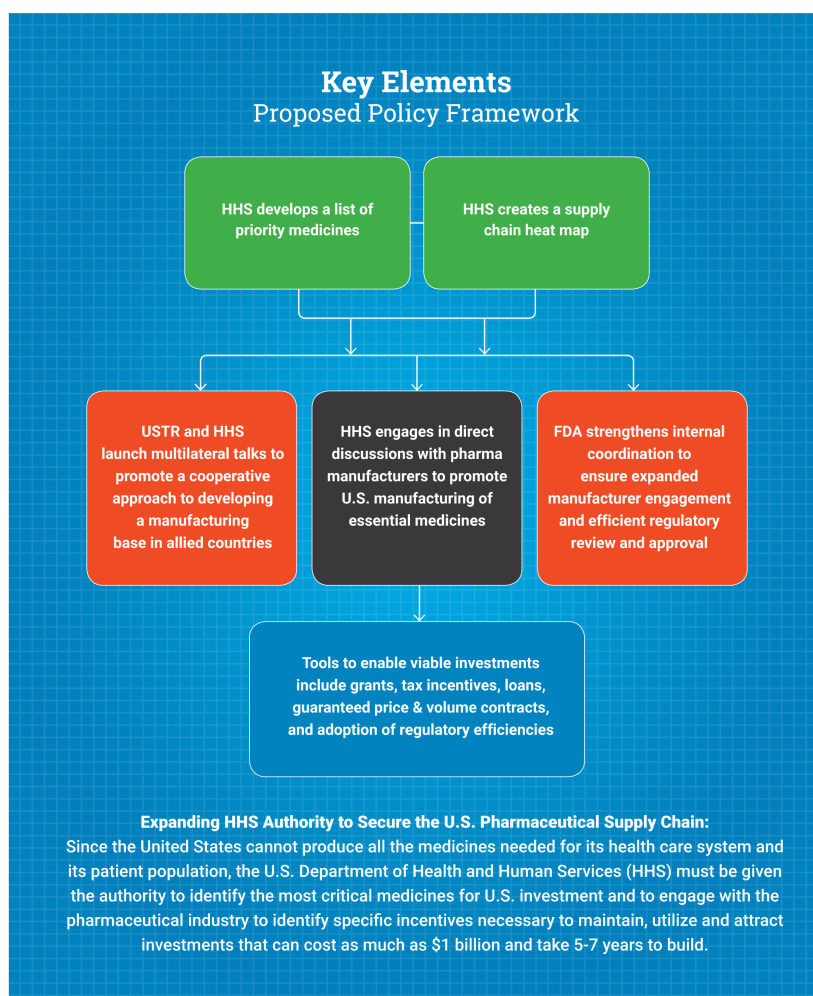 Key Elements
Proposed Policy Framework
HHS develops a list of
priority medicines
HHS creates a supply
chain heat map
USTR and HHS
launch multilateral talks to
promote a cooperative
approach to developing
a manufacturing
base in allied countries
HHS engages in direct
discussions with pharma
manufacturers to promote
U.S. manufacturing of
essential medicines
FDA strengthens internal
coordination to
ensure expanded
manufacturer engagement
and efficient regulatory
review and approval
Tools to enable viable investments
include grants, tax incentives, loans,
guaranteed price & volume contracts,
and adoption of regulatory efficiencies
Expanding HHS Authority to Secure the U.S. Pharmaceutical Supply Chain:
Since the United States cannot produce all the medicines needed for its health care system and
its patient population, the U.S. Department of Health and Human Services (HHS) must be given
the authority to identify the most critical medicines for U.S. investment and to engage with the
pharmaceutical industry to identify specific incentives necessary to maintain, utilize and attract
investments that can cost as much as $1 billion and take 5-7 years to build.